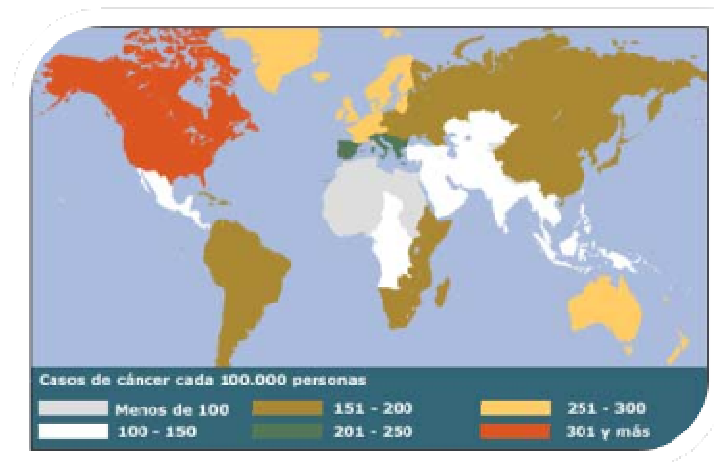 Casos de cáncer cada 100.000 personas
Menos de 100 151 - 200 251 - 300
100 - 150 201 - 250 301 y más